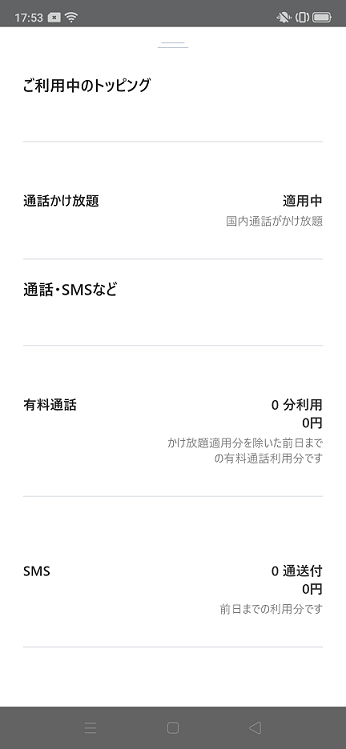 17:53
ご利用中のトッピング
通話かけ放題 適用中
国内通話がかけ放題
通話・SMSなど
有料通話 0 分利用
0円
かけ放題適用分を除いた前日まで
の有料通話利用分です
SMS 0 通送付
0円
前日までの利用分です